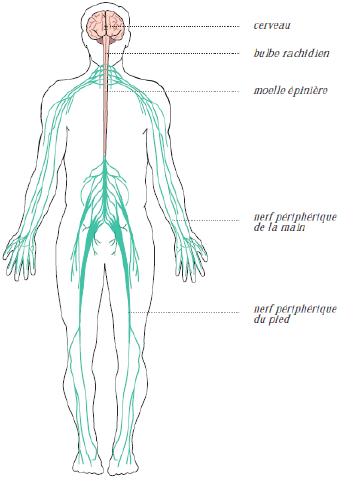 cerveau
bulbe rachidien
moelle épinière
nerf périphérique
de la main
nerf périphérique
du pied